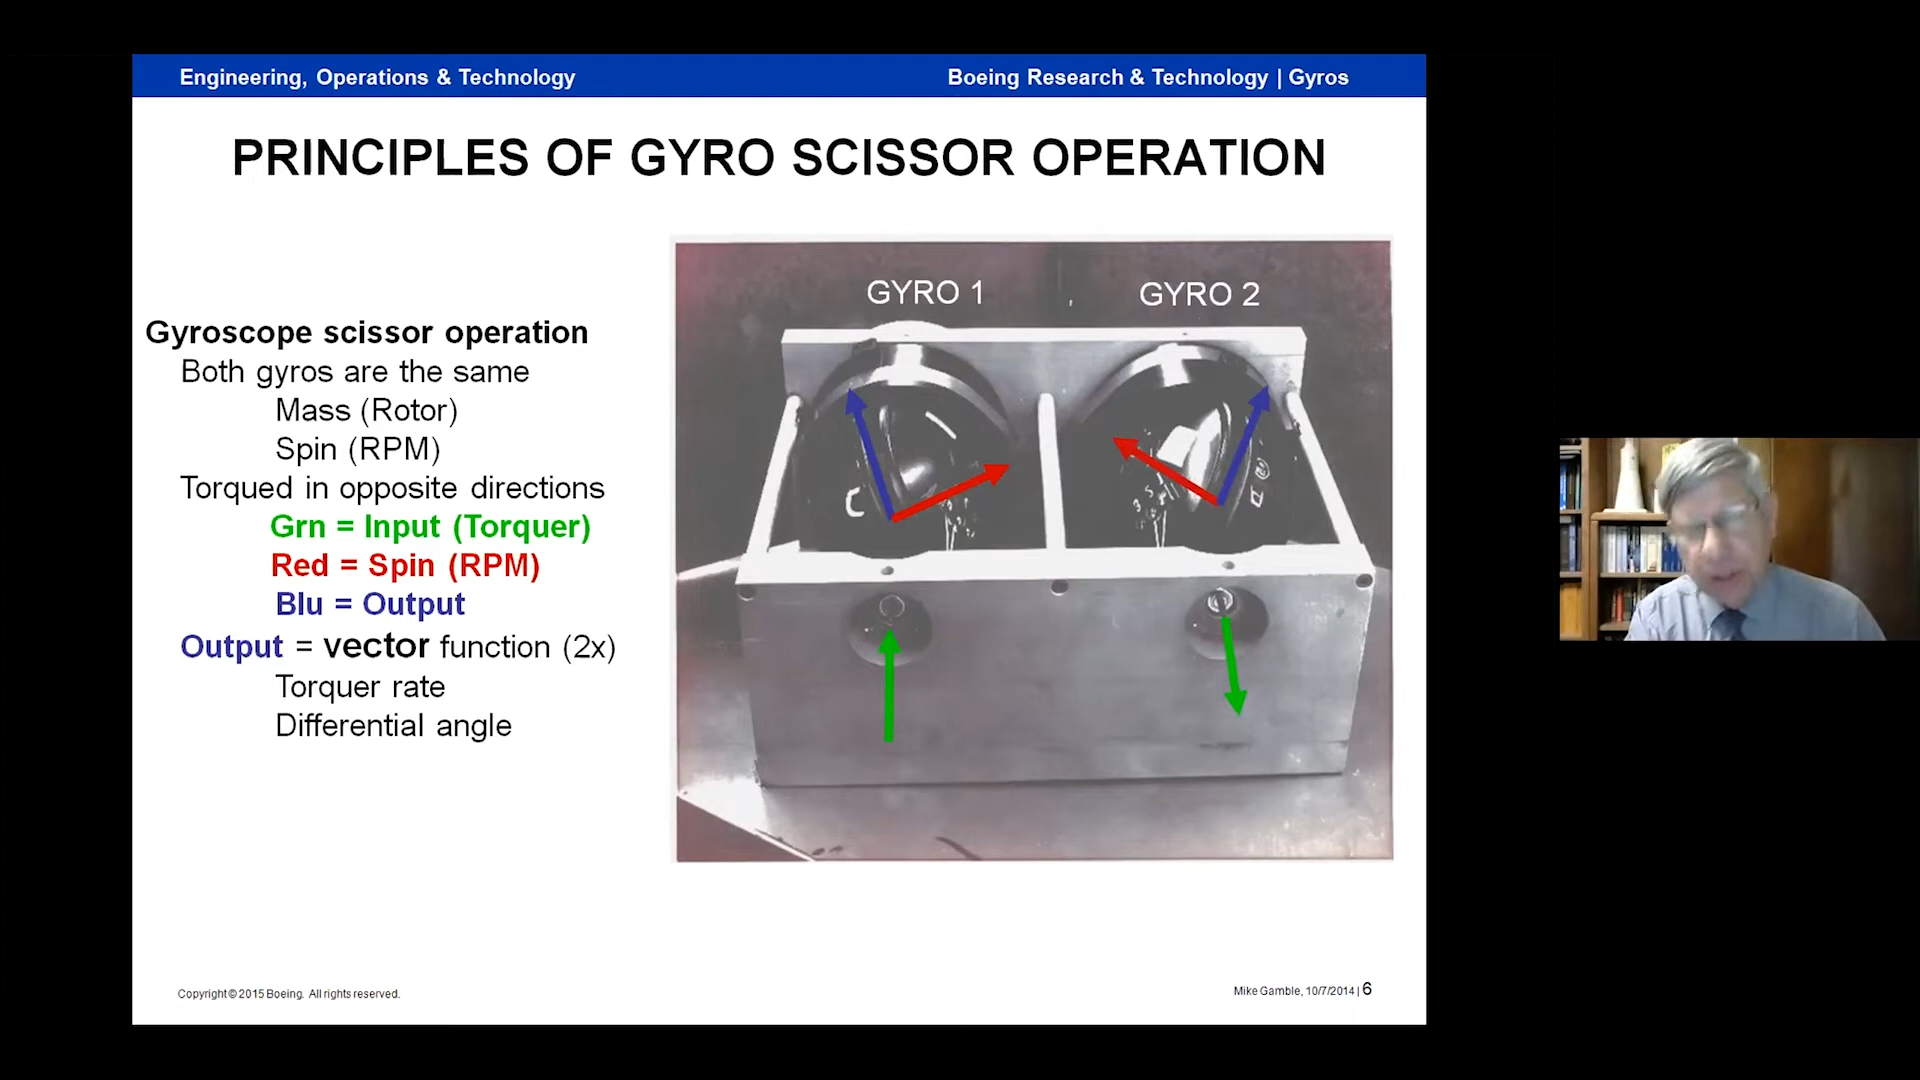 Engineering, Operations & Technology
Boeing Research & Technology | Gyros
PRINCIPLES OF GYRO SCISSOR OPERATION
Gyroscope scissor operation
Both gyros are the same
Mass (Rotor)
Spin (RPM)
Torqued in opposite directions
Grn = Input (Torquer)
Red = Spin (RPM)
Blu = Output
Output = vector function (2x)
Torquer rate
Differential angle
GYRO 1
GYRO 2
Copyright © 2015 Boeing. All rights reserved.
Mike Gamble, 10/7/2014 | 6